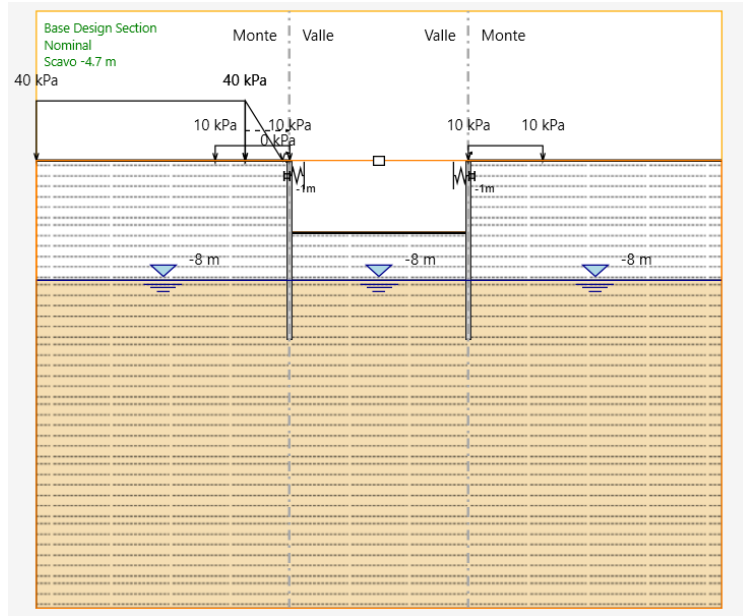 Base Design Section
Nominal
Scavo -4.7 m
Monte Valle Valle Monte
40 kPa 40 kPa
10 kPa 10 kPa 10 kPa 10 kPa
0 kPa
-1m -1m
-8 m -8 m -8 m